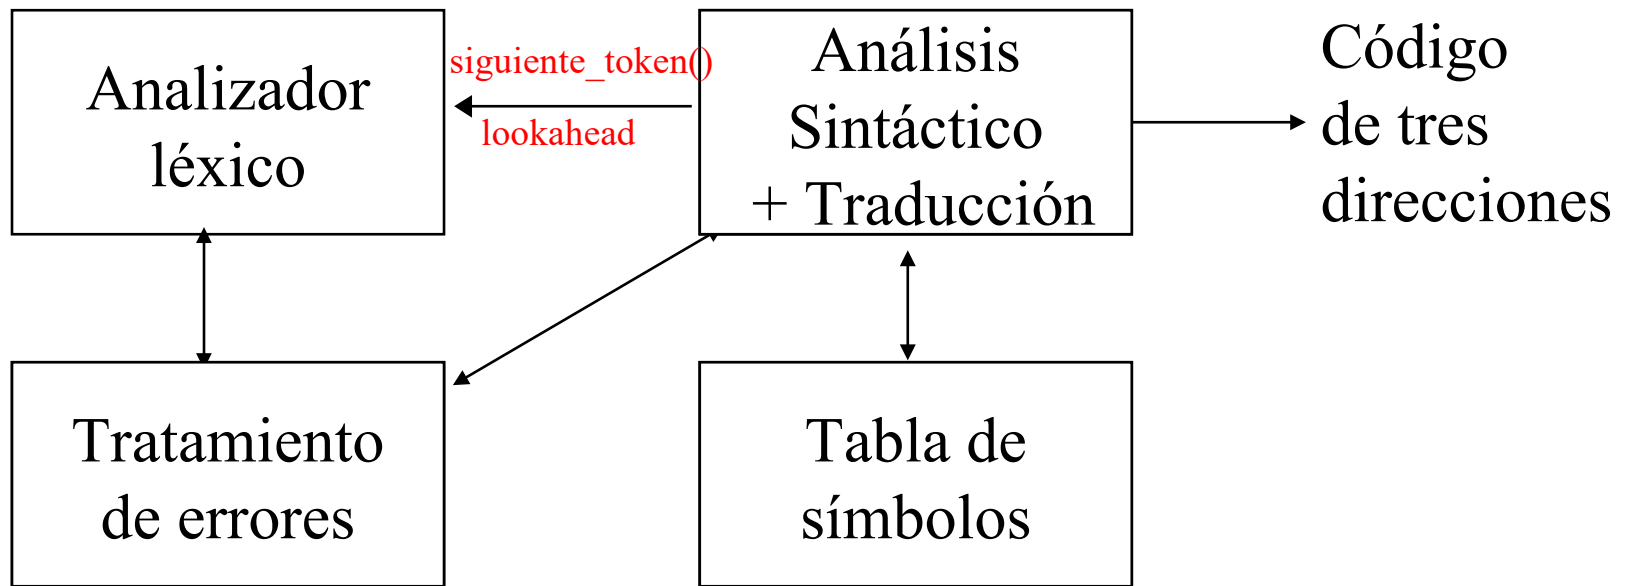 Analizador
léxico
siguiente_token()
lookahead
Análisis
Sintáctico
+ Traducción
Código
de tres
direcciones
Tratamiento
de errores
Tabla de
símbolos